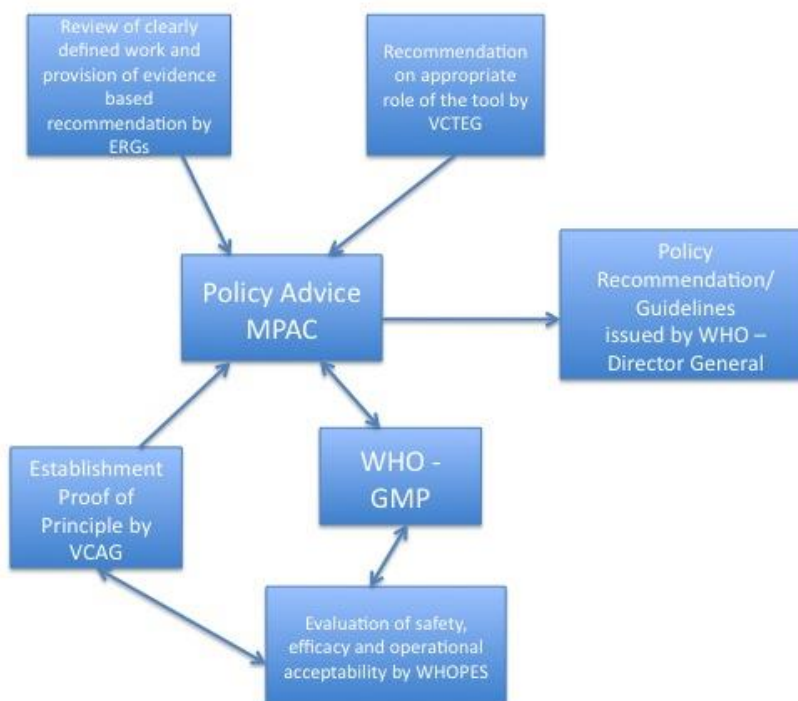 Review of clearly
defined work and
provision of evidence
based
recommendation by
ERGs
Recommendation
on appropriate
role of the tool by
VCTEG
Policy Advice
MPAC
Policy
Recommendation/
Guidelines
issued by WHO –
Director General
Establishment
Proof of
Principle by
VCAG
WHO -
GMP
Evaluation of safety,
efficacy and operational
acceptability by WHOPES